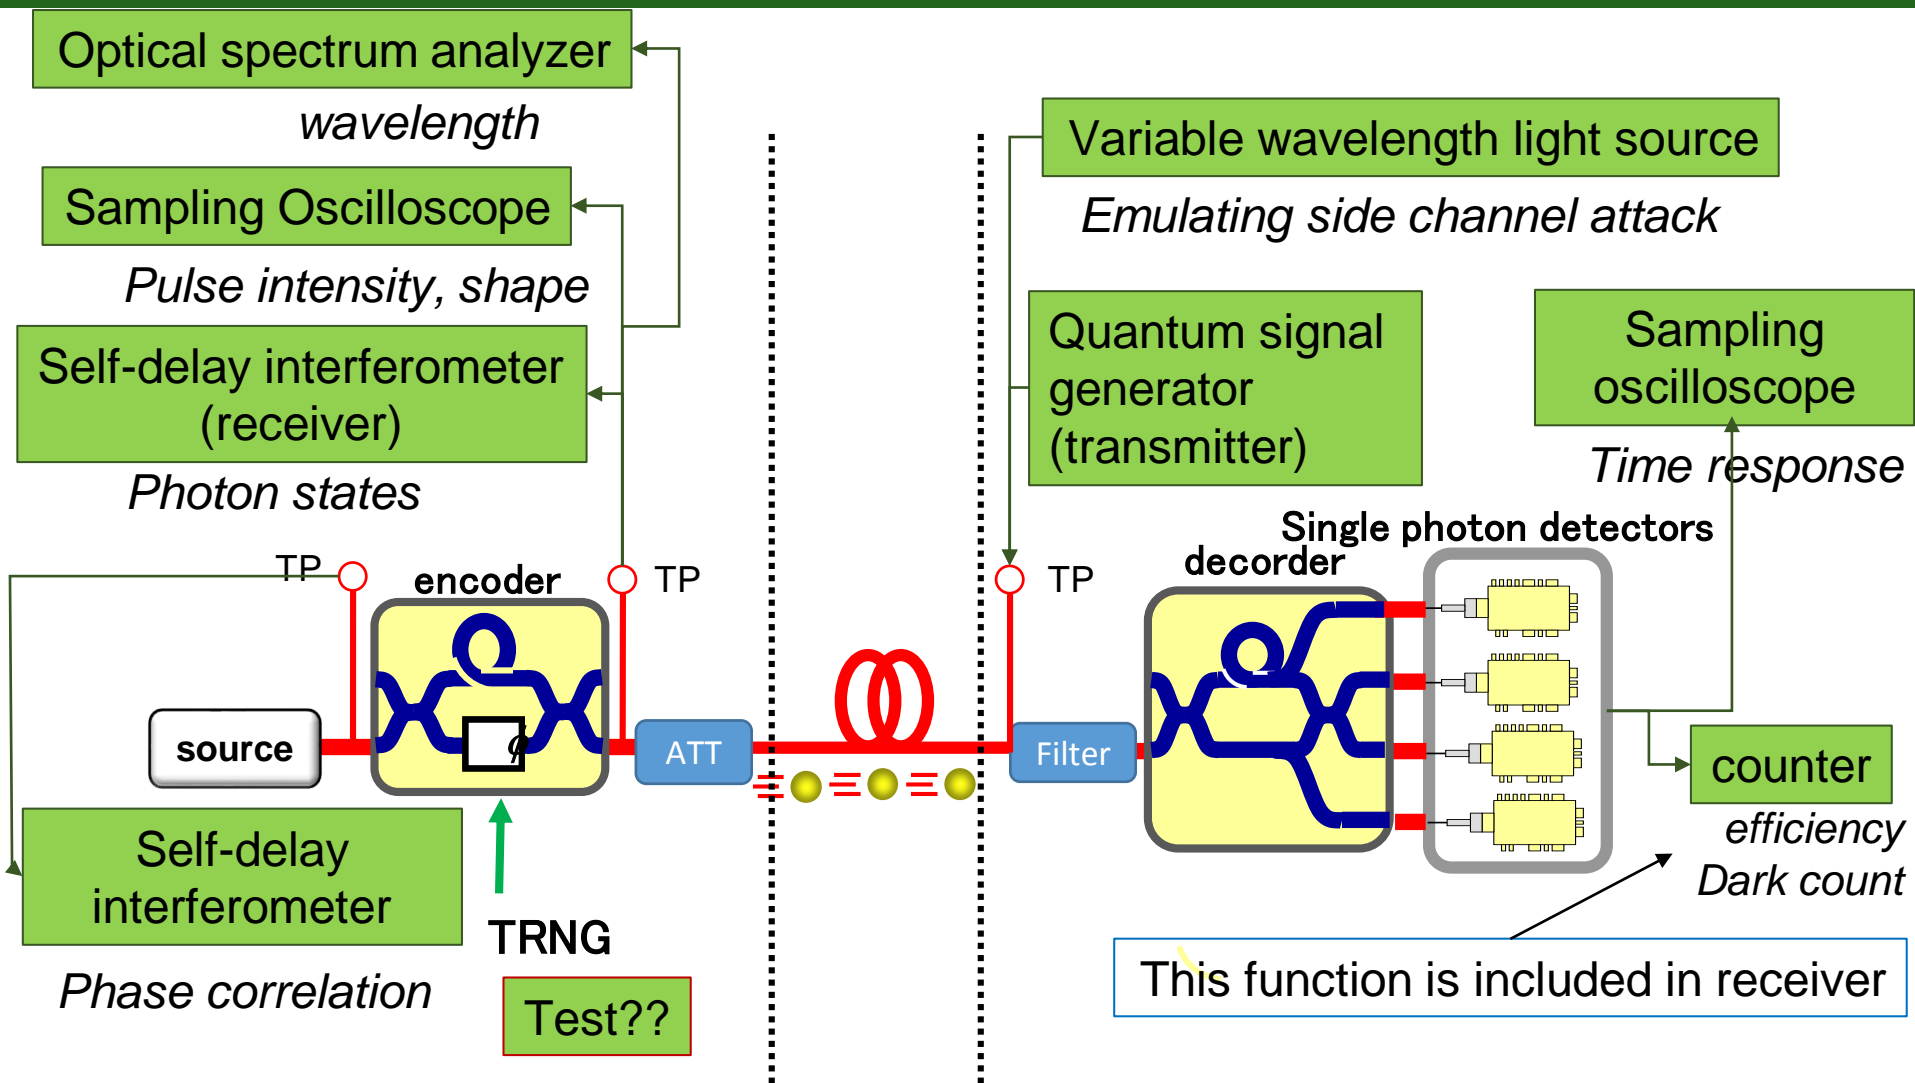 Optical spectrum analyzer
wavelength
Sampling Oscilloscope
Pulse intensity, shape
Self-delay interferometer
(receiver)
Photon states
TP
encoder
TP
source
φ
ATT
Self-delay
interferometer
Phase correlation
TRNG
Test??
Variable wavelength light source
Emulating side channel attack
Quantum signal
generator
(transmitter)
Sampling
oscilloscope
Time response
Single photon detectors
decorder
TP
Filter
counter
efficiency
Dark count
This function is included in receiver